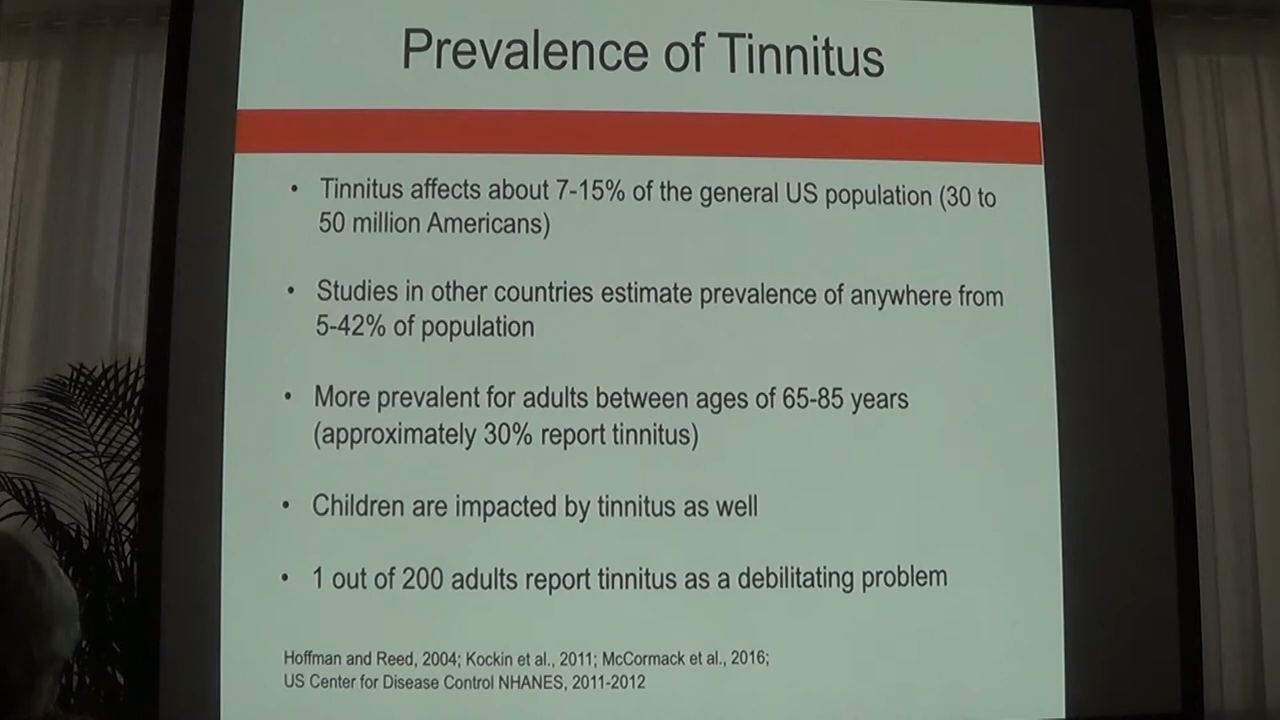 Prevalence of Tinnitus
• Tinnitus affects about 7-15% of the general US population (30 to
50 million Americans)
• Studies in other countries estimate prevalence of anywhere from
5-42% of population
• More prevalent for adults between ages of 65-85 years
(approximately 30% report tinnitus)
• Children are impacted by tinnitus as well
• 1 out of 200 adults report tinnitus as a debilitating problem
Hoffman and Reed, 2004; Kockin et al., 2011; McCormack et al., 2016;
US Center for Disease Control NHANES, 2011-2012